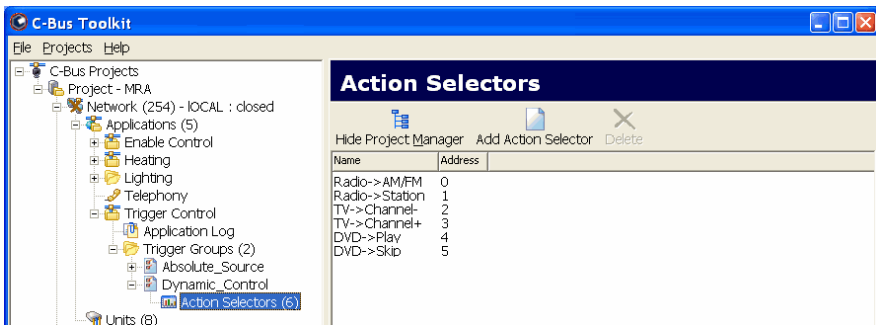 C-Bus Toolkit
File Projects Help
C-Bus Projects
Project - MRA
Network (254) - lOCAL : closed
Applications (5)
Enable Control
Heating
Lighting
Telephony
Trigger Control
Application Log
Trigger Groups (2)
Absolute_Source
Dynamic_Control
Action Selectors (6)
Units (8)
Action Selectors
Hide Project Manager Add Action Selector Delete
Name Address
Radio->AM/FM 0
Radio->Station 1
TV->Channel- 2
TV->Channel+ 3
DVD->Play 4
DVD->Skip 5